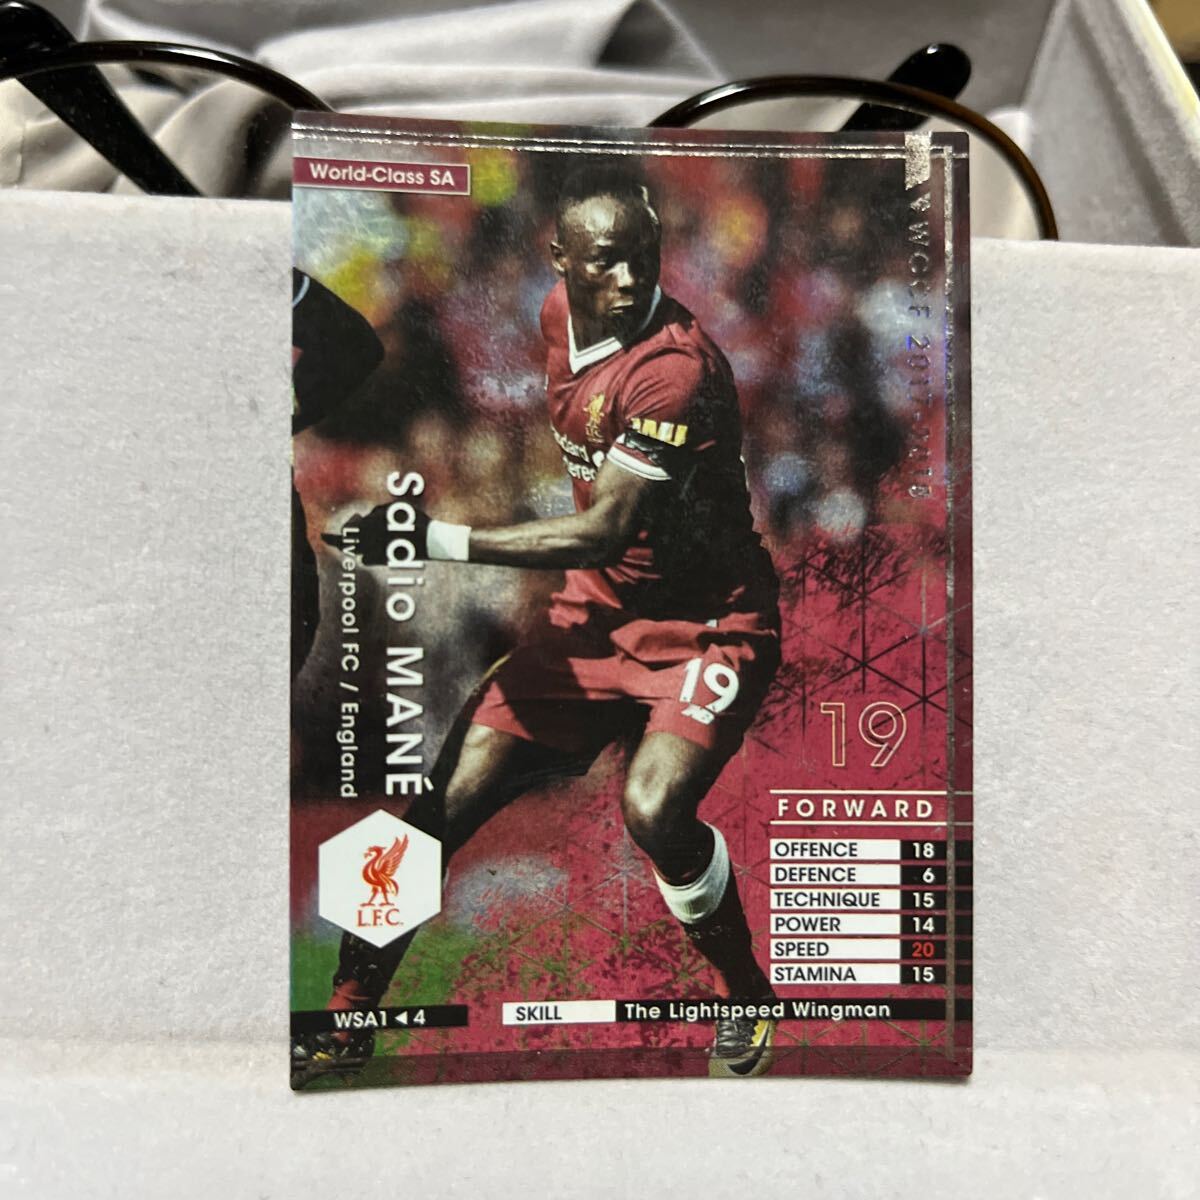 World-Class SA
WCCF 2017-2018
Sadio MANÉ
Liverpool FC / England
19
19
FORWARD
OFFENCE 18
DEFENCE 6
TECHNIQUE 15
POWER 14
SPEED 20
STAMINA 15
L.F.C.
WSA1 ◀ 4
SKILL The Lightspeed Wingman